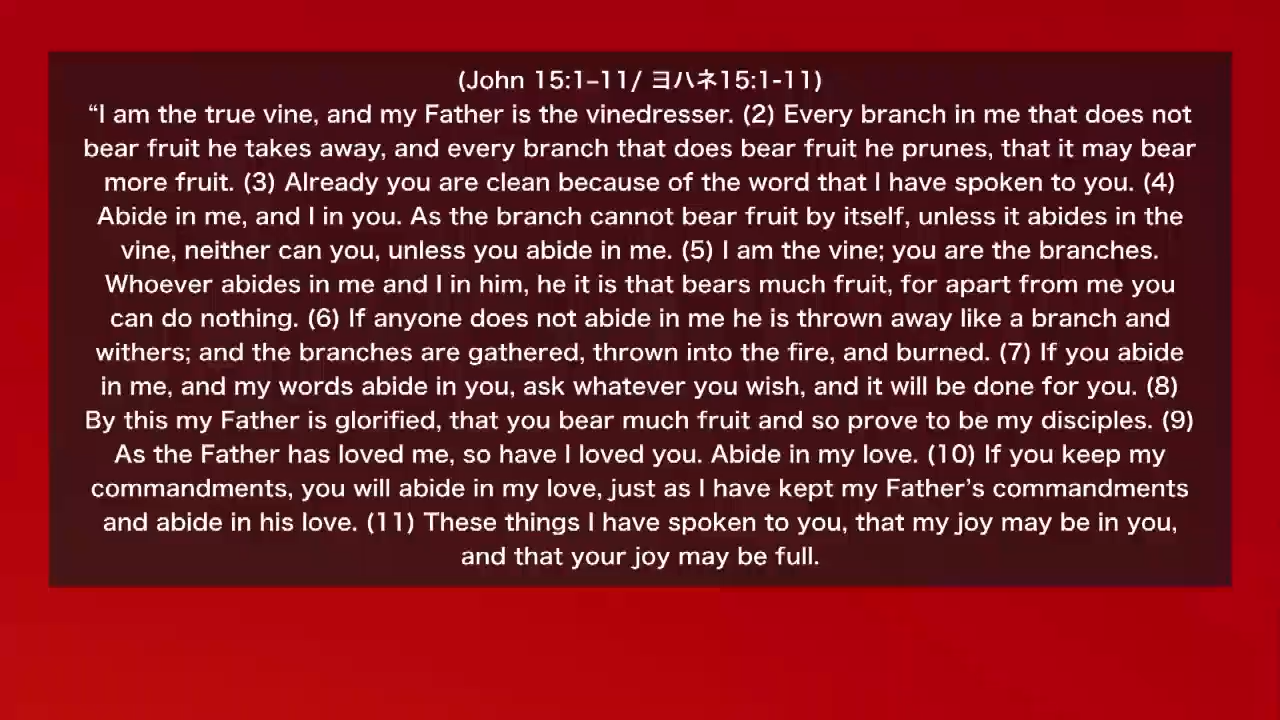 (John 15:1–11/ ヨハネ15:1-11)
“I am the true vine, and my Father is the vinedresser. (2) Every branch in me that does not
bear fruit he takes away, and every branch that does bear fruit he prunes, that it may bear
more fruit. (3) Already you are clean because of the word that I have spoken to you. (4)
Abide in me, and I in you. As the branch cannot bear fruit by itself, unless it abides in the
vine, neither can you, unless you abide in me. (5) I am the vine; you are the branches.
Whoever abides in me and I in him, he it is that bears much fruit, for apart from me you
can do nothing. (6) If anyone does not abide in me he is thrown away like a branch and
withers; and the branches are gathered, thrown into the fire, and burned. (7) If you abide
in me, and my words abide in you, ask whatever you wish, and it will be done for you. (8)
By this my Father is glorified, that you bear much fruit and so prove to be my disciples. (9)
As the Father has loved me, so have I loved you. Abide in my love. (10) If you keep my
commandments, you will abide in my love, just as I have kept my Father’s commandments
and abide in his love. (11) These things I have spoken to you, that my joy may be in you,
and that your joy may be full.